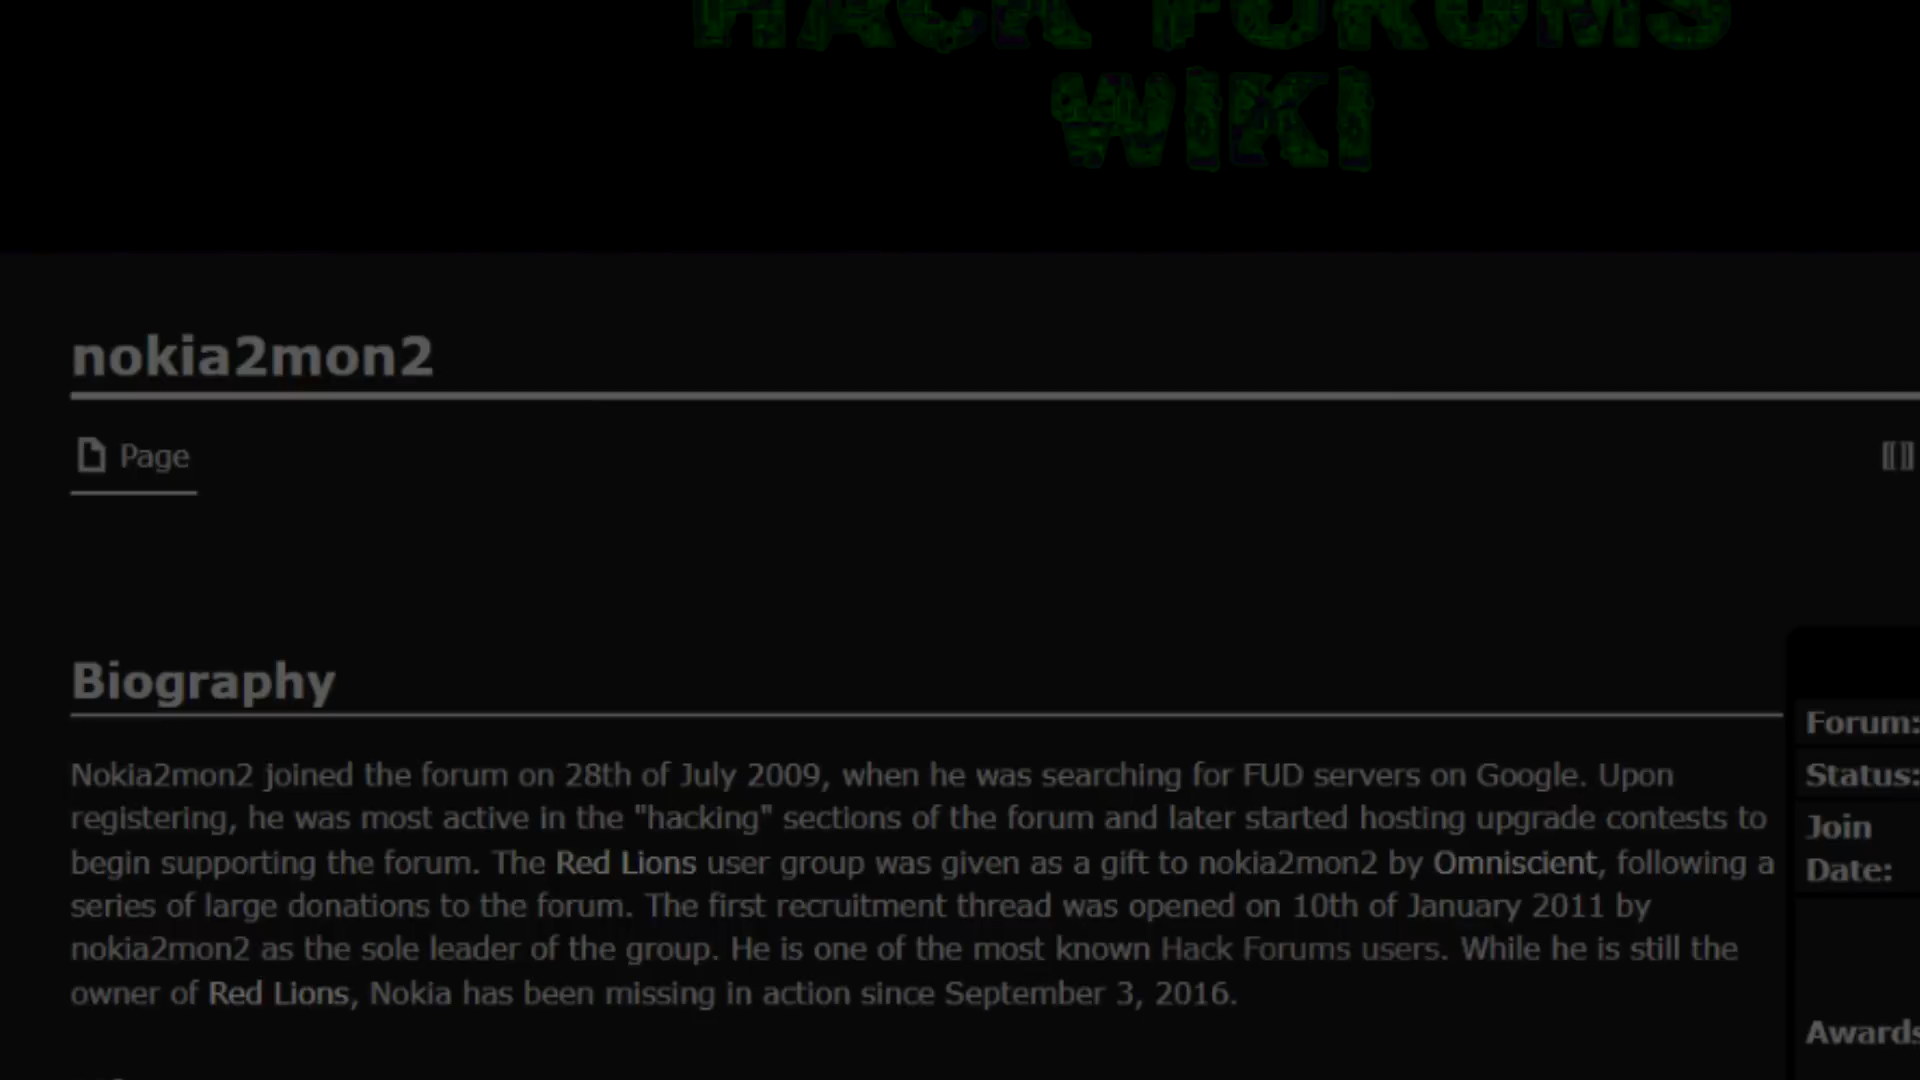 HACK FORUMS
WIKI
nokia2mon2
Page
Biography
Forum:
Nokia2mon2 joined the forum on 28th of July 2009, when he was searching for FUD servers on Google. Upon
Status:
registering, he was most active in the "hacking" sections of the forum and later started hosting upgrade contests to
Join
begin supporting the forum. The Red Lions user group was given as a gift to nokia2mon2 by Omniscient, following a
Date:
series of large donations to the forum. The first recruitment thread was opened on 10th of January 2011 by
nokia2mon2 as the sole leader of the group. He is one of the most known Hack Forums users. While he is still the
owner of Red Lions, Nokia has been missing in action since September 3, 2016.
Awards